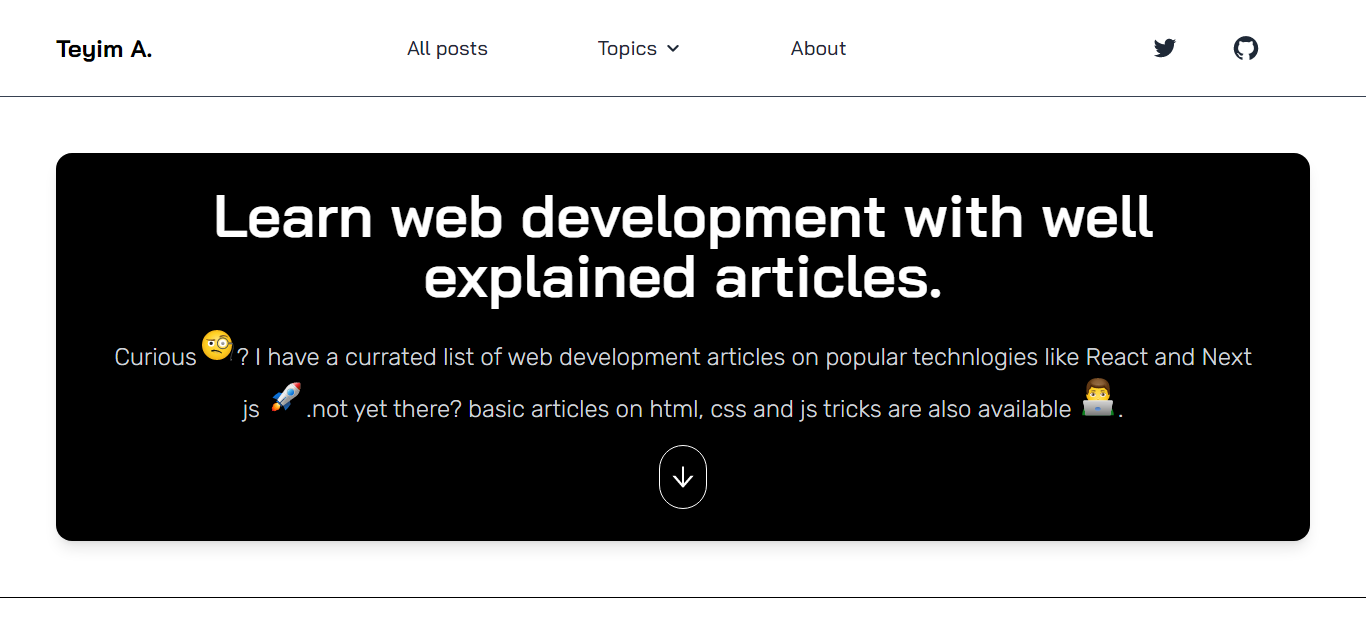 Teyim A. All posts Topics About
Learn web development with well
explained articles.
Curious 🧐? I have a currated list of web development articles on popular technlogies like React and Next
js 🚀 .not yet there? basic articles on html, css and js tricks are also available 👨‍💻.